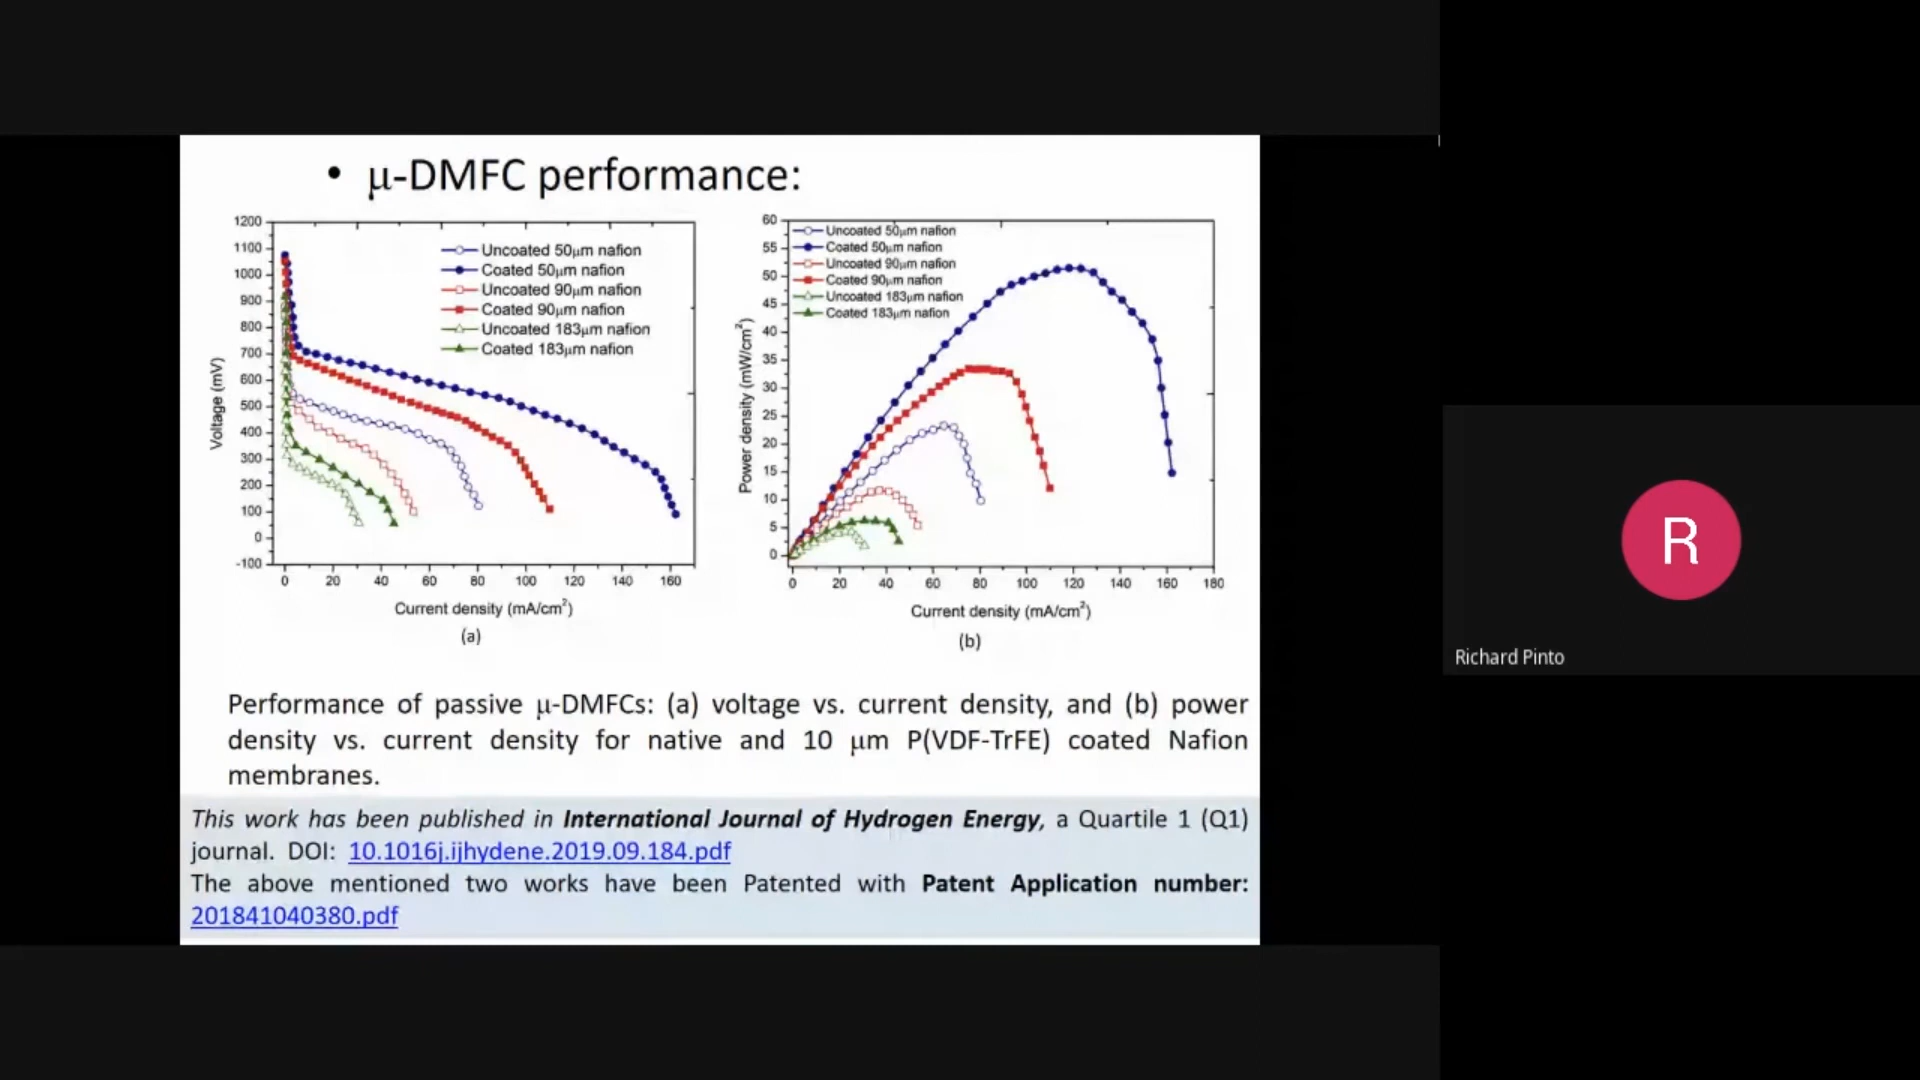 • μ-DMFC performance:
1200
1100
1000
900
800
700
600
500
400
300
200
100
0
-100
Voltage (mV)
Uncoated 50μm nafion
Coated 50μm nafion
Uncoated 90μm nafion
Coated 90μm nafion
Uncoated 183μm nafion
Coated 183μm nafion
0 20 40 60 80 100 120 140 160
Current density (mA/cm²)
(a)
60
55
50
45
40
35
30
25
20
15
10
5
0
Power density (mW/cm²)
Uncoated 50μm nafion
Coated 50μm nafion
Uncoated 90μm nafion
Coated 90μm nafion
Uncoated 183μm nafion
Coated 183μm nafion
0 20 40 60 80 100 120 140 160 180
Current density (mA/cm²)
(b)
Performance of passive μ-DMFCs: (a) voltage vs. current density, and (b) power
density vs. current density for native and 10 μm P(VDF-TrFE) coated Nafion
membranes.
This work has been published in International Journal of Hydrogen Energy, a Quartile 1 (Q1)
journal. DOI: 10.1016j.ijhydene.2019.09.184.pdf
The above mentioned two works have been Patented with Patent Application number:
201841040380.pdf
R
Richard Pinto